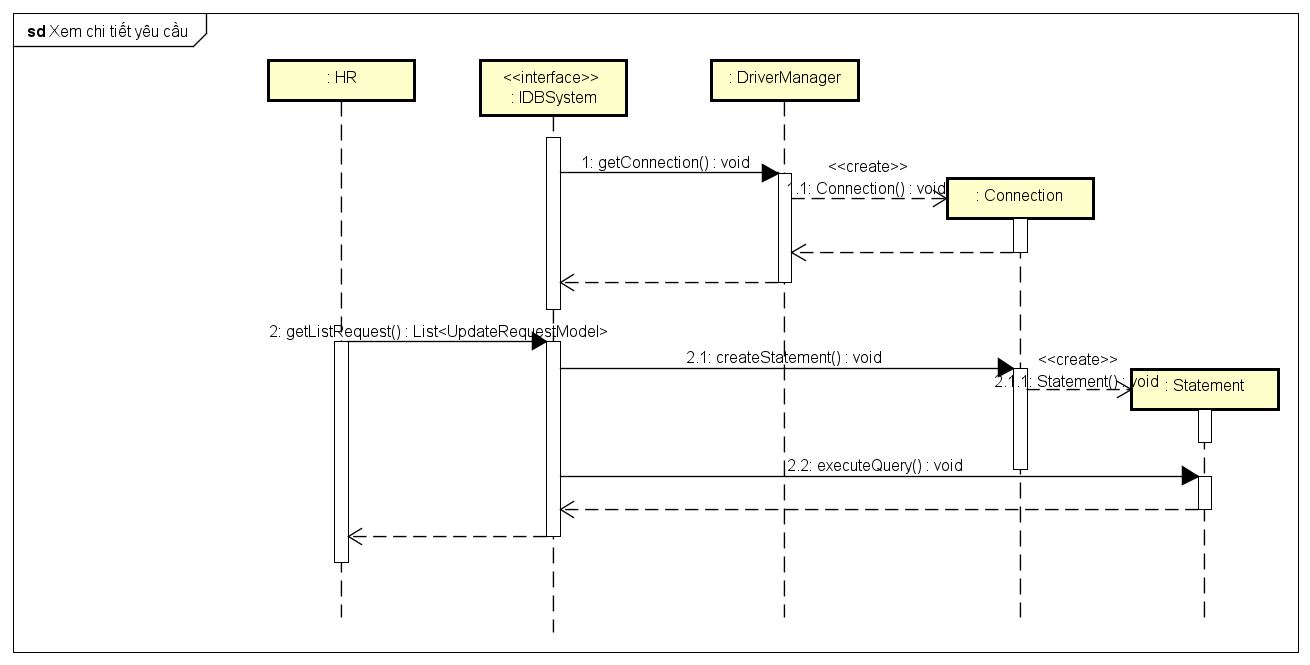 sd Xem chi tiết yêu cầu
: HR
<<interface>>
: IDBSystem
: DriverManager
1: getConnection() : void
<<create>>
1.1: Connection() : void
: Connection
2: getListRequest() : List<UpdateRequestModel>
2.1: createStatement() : void
<<create>>
2.1.1: Statement() : void
: Statement
2.2: executeQuery() : void